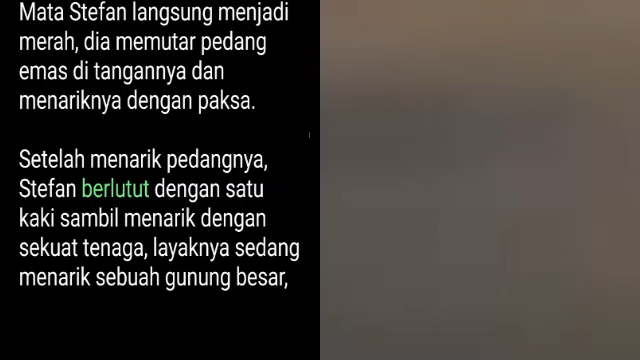 Mata Stefan langsung menjadi
merah, dia memutar pedang
emas di tangannya dan
menariknya dengan paksa.
Setelah menarik pedangnya,
Stefan berlutut dengan satu
kaki sambil menarik dengan
sekuat tenaga, layaknya sedang
menarik sebuah gunung besar,